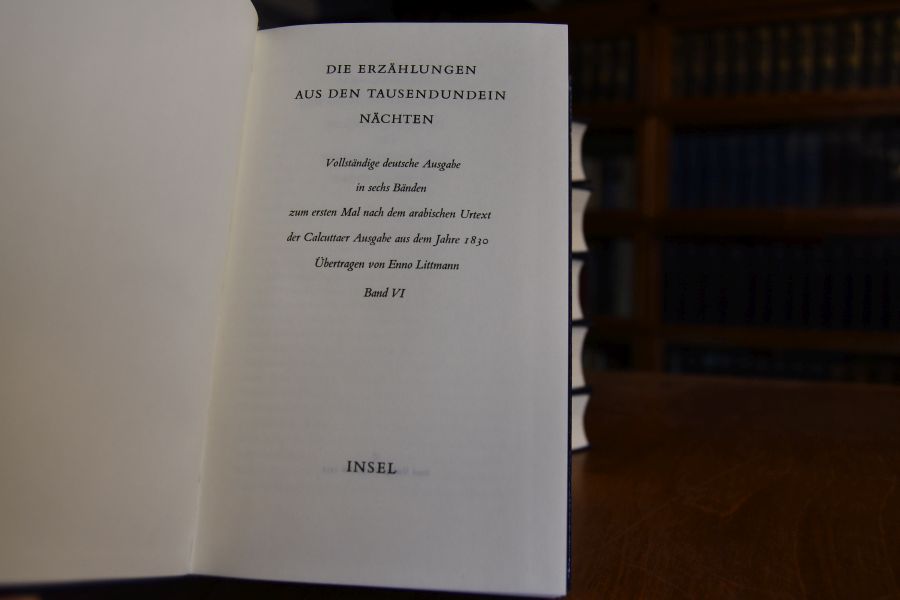 DIE ERZÄHLUNGEN
AUS DEN TAUSENDUNDEIN
NÄCHTEN
Vollständige deutsche Ausgabe
in sechs Bänden
zum ersten Mal nach dem arabischen Urtext
der Calcuttaer Ausgabe aus dem Jahre 1830
Übertragen von Enno Littmann
Band VI
INSEL